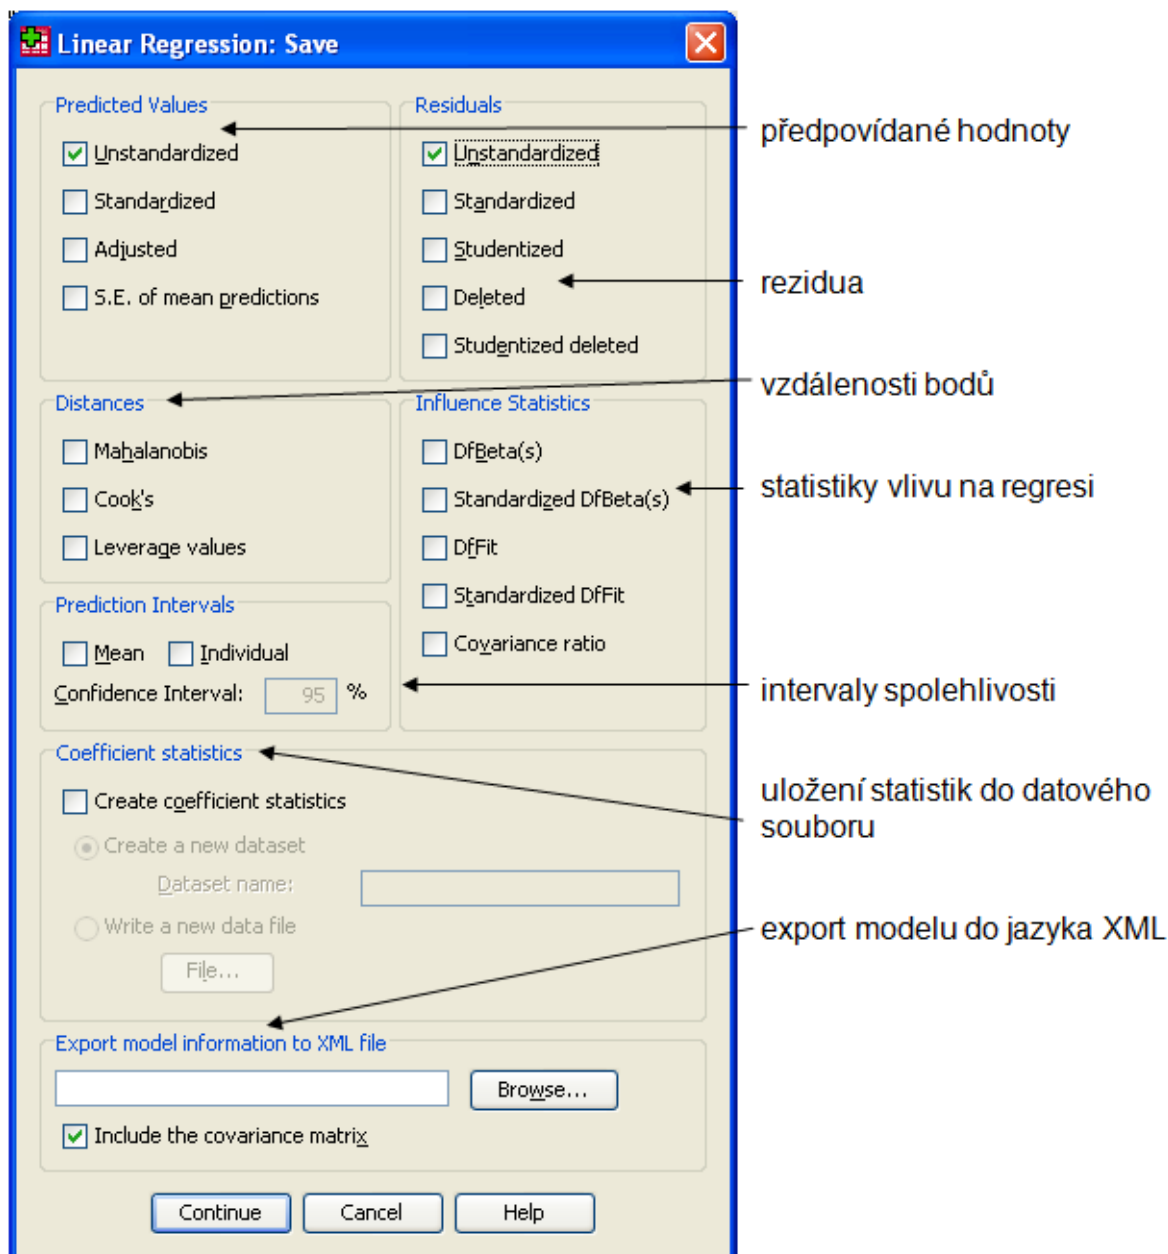 Linear Regression: Save
Predicted Values
Unstandardized
Standardized
Adjusted
S.E. of mean predictions
Residuals
Unstandardized
Standardized
Studentized
Deleted
Studentized deleted
Distances
Mahalanobis
Cook's
Leverage values
Influence Statistics
DfBeta(s)
Standardized DfBeta(s)
DfFit
Standardized DfFit
Covariance ratio
Prediction Intervals
Mean Individual
Confidence Interval: 95 %
Coefficient statistics
Create coefficient statistics
Create a new dataset
Dataset name:
Write a new data file
File...
Export model information to XML file
Browse...
Include the covariance matrix
Continue Cancel Help
předpovídané hodnoty
rezidua
vzdálenosti bodů
statistiky vlivu na regresi
intervaly spolehlivosti
uložení statistik do datového
souboru
export modelu do jazyka XML